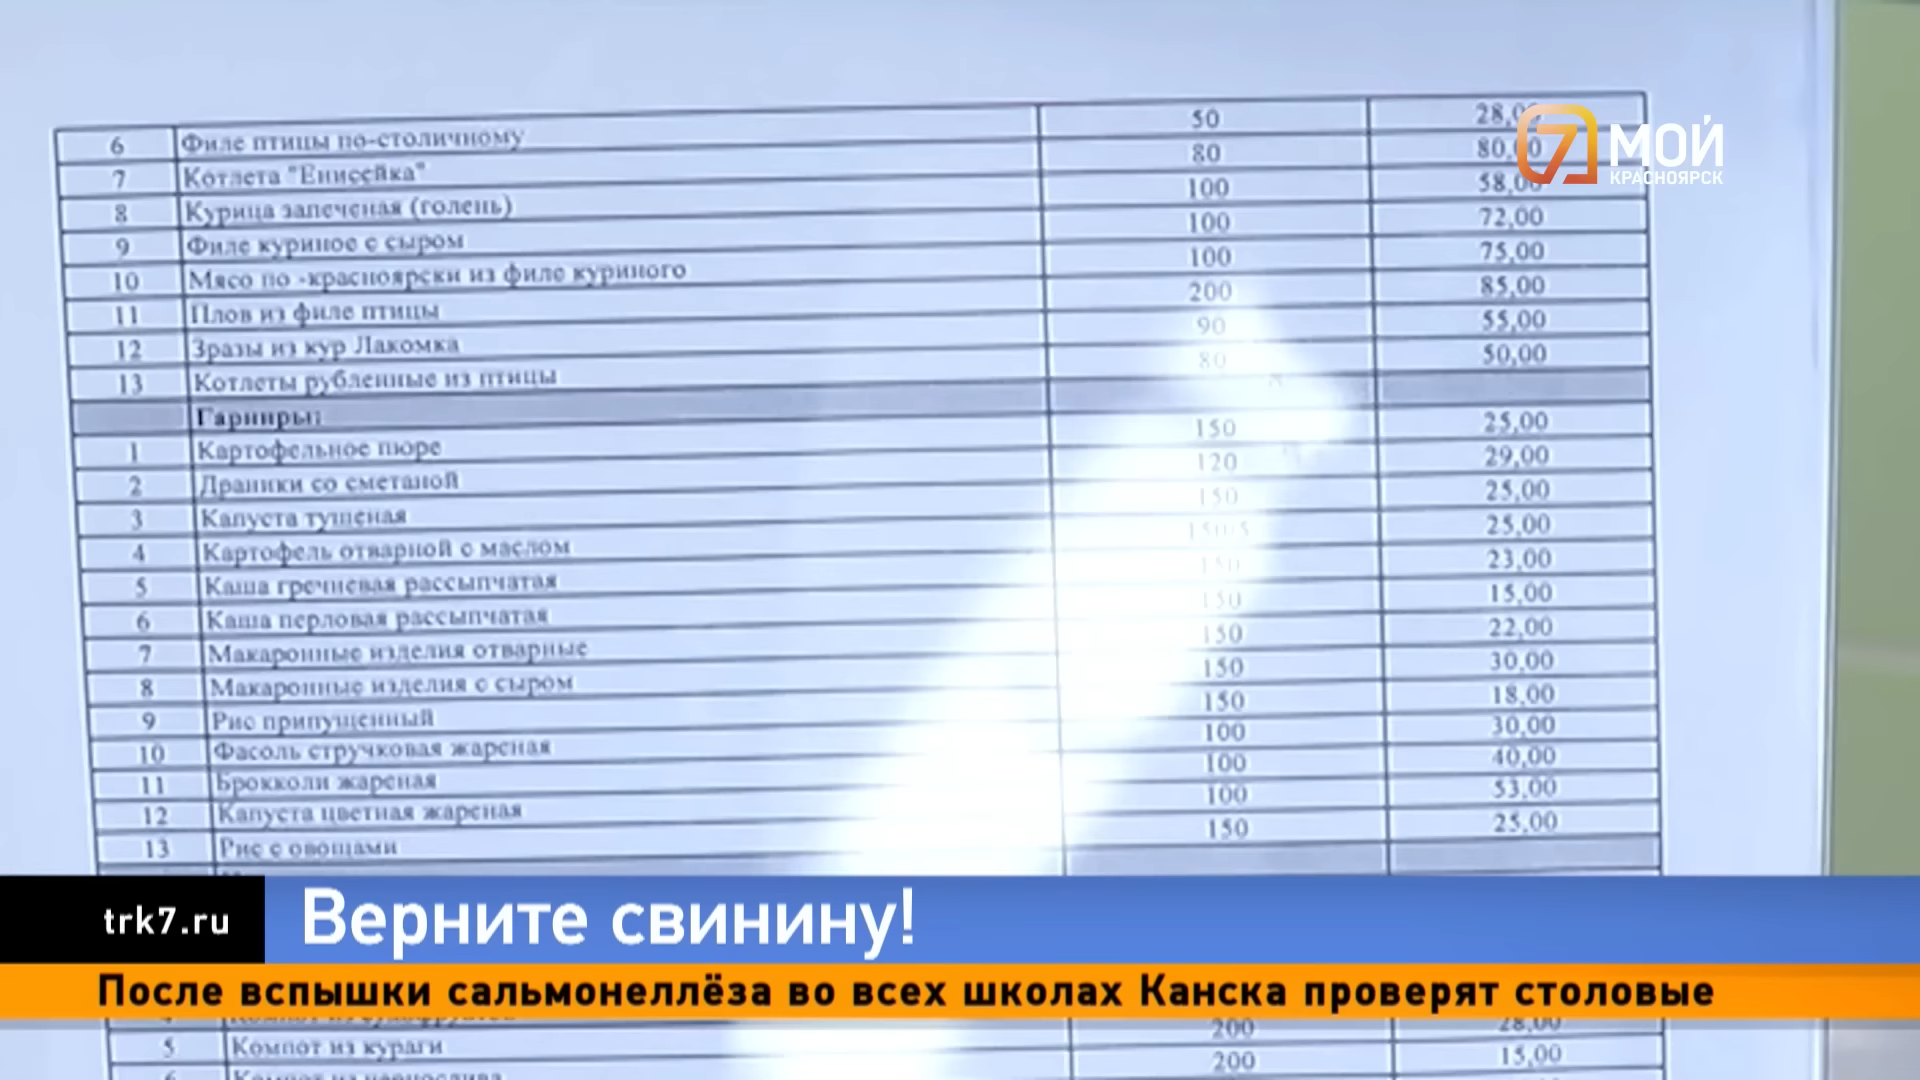 6 Филе птицы по-столичному 50 28,00
7 Котлета "Енисейка" 80 80,00
8 Курица запеченая (голень) 100 58,00
9 Филе куриное с сыром 100 72,00
10 Мясо по -красноярски из филе куриного 100 75,00
11 Плов из филе птицы 200 85,00
12 Зразы из кур Лакомка 90 55,00
13 Котлеты рубленные из птицы 80 50,00
Гарниры:
1 Картофельное пюре 150 25,00
2 Драники со сметаной 120 29,00
3 Капуста тушеная 150 25,00
4 Картофель отварной с маслом 150/5 25,00
5 Каша гречневая рассыпчатая 150 23,00
6 Каша перловая рассыпчатая 150 15,00
7 Макаронные изделия отварные 150 22,00
8 Макаронные изделия с сыром 150 30,00
9 Рис припущенный 150 18,00
10 Фасоль стручковая жареная 100 30,00
11 Брокколи жареная 100 40,00
12 Капуста цветная жареная 100 53,00
13 Рис с овощами 150 25,00
7 МОЙ
КРАСНОЯРСК
trk7.ru
Верните свинину!
После вспышки сальмонеллёза во всех школах Канска проверят столовые
5 Компот из кураги 200 28,00
200 15,00